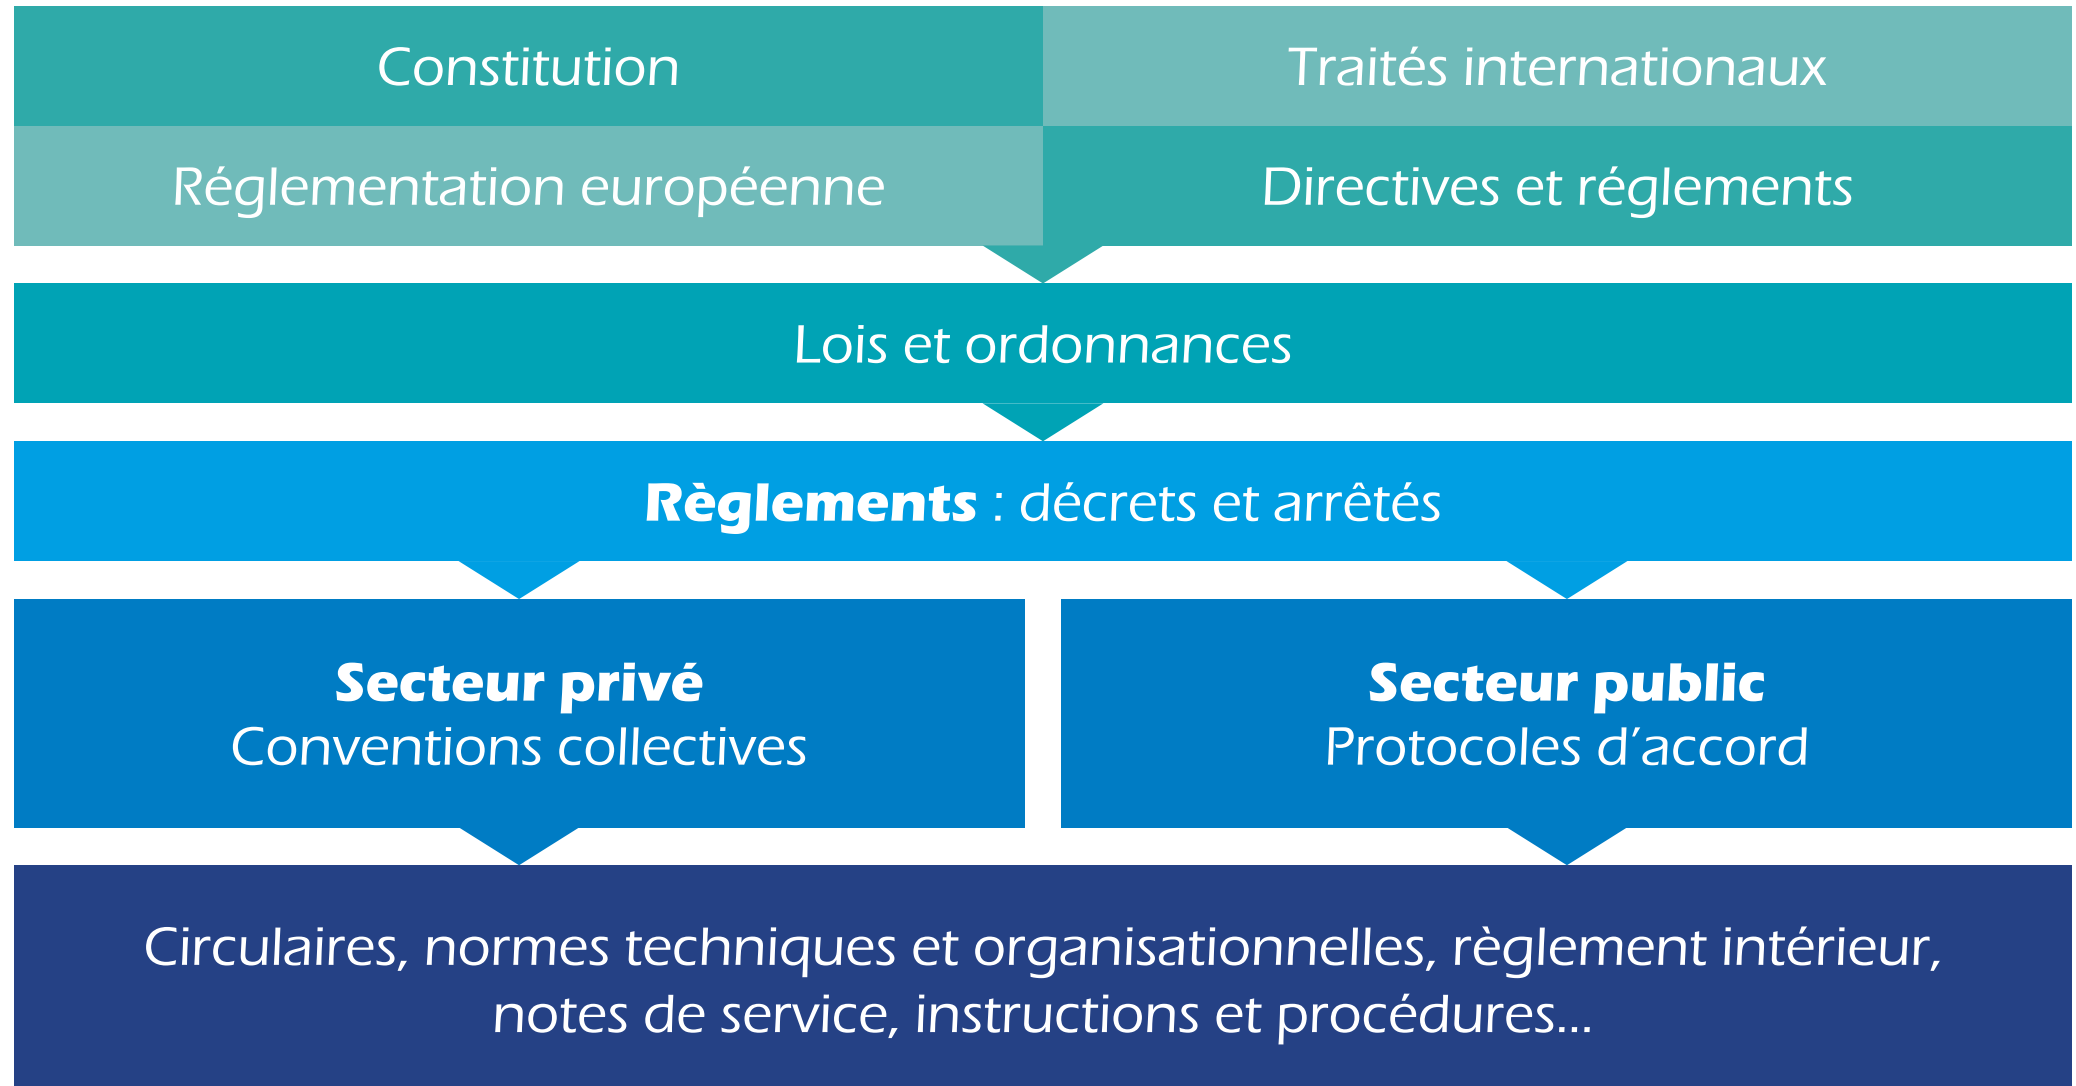 Constitution
Traités internationaux
Réglementation européenne
Directives et réglements
Lois et ordonnances
Règlements : décrets et arrêtés
Secteur privé
Conventions collectives
Secteur public
Protocoles d’accord
Circulaires, normes techniques et organisationnelles, règlement intérieur,
notes de service, instructions et procédures...